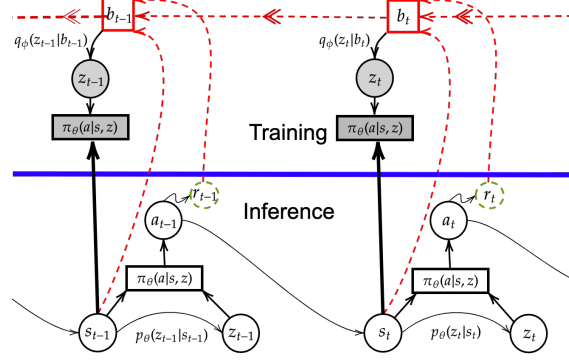 b_{t-1} b_t
q_ϕ(z_{t-1}|b_{t-1}) q_ϕ(z_t|b_t)
z_{t-1} z_t
π_θ(a|s,z) Training π_θ(a|s,z)
Inference
r_{t-1} r_t
a_{t-1} a_t
π_θ(a|s,z) π_θ(a|s,z)
s_{t-1} p_θ(z_{t-1}|s_{t-1}) z_{t-1} s_t p_θ(z_t|s_t) z_t